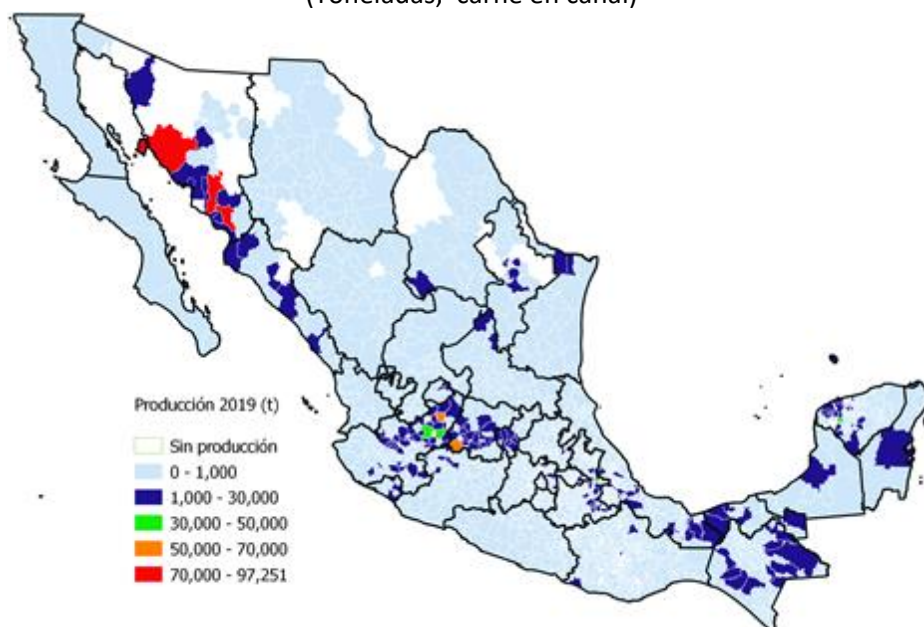 (Toneladas, carne en canal)
Producción 2019 (t)
Sin producción
0 - 1,000
1,000 - 30,000
30,000 - 50,000
50,000 - 70,000
70,000 - 97,251